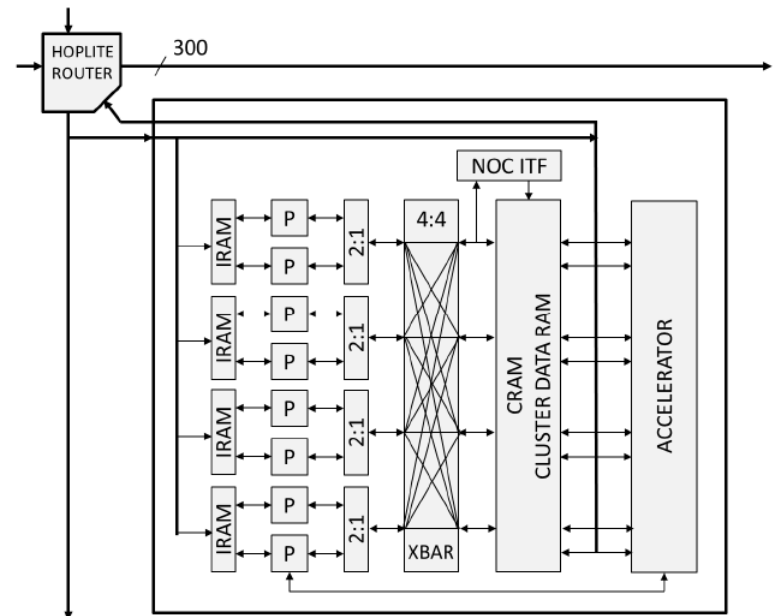 HOPLITE
ROUTER
300
NOC ITF
IRAM
P
P
2:1
4:4
IRAM
P
P
2:1
IRAM
P
P
2:1
IRAM
P
P
2:1
XBAR
CRAM
CLUSTER DATA RAM
ACCELERATOR